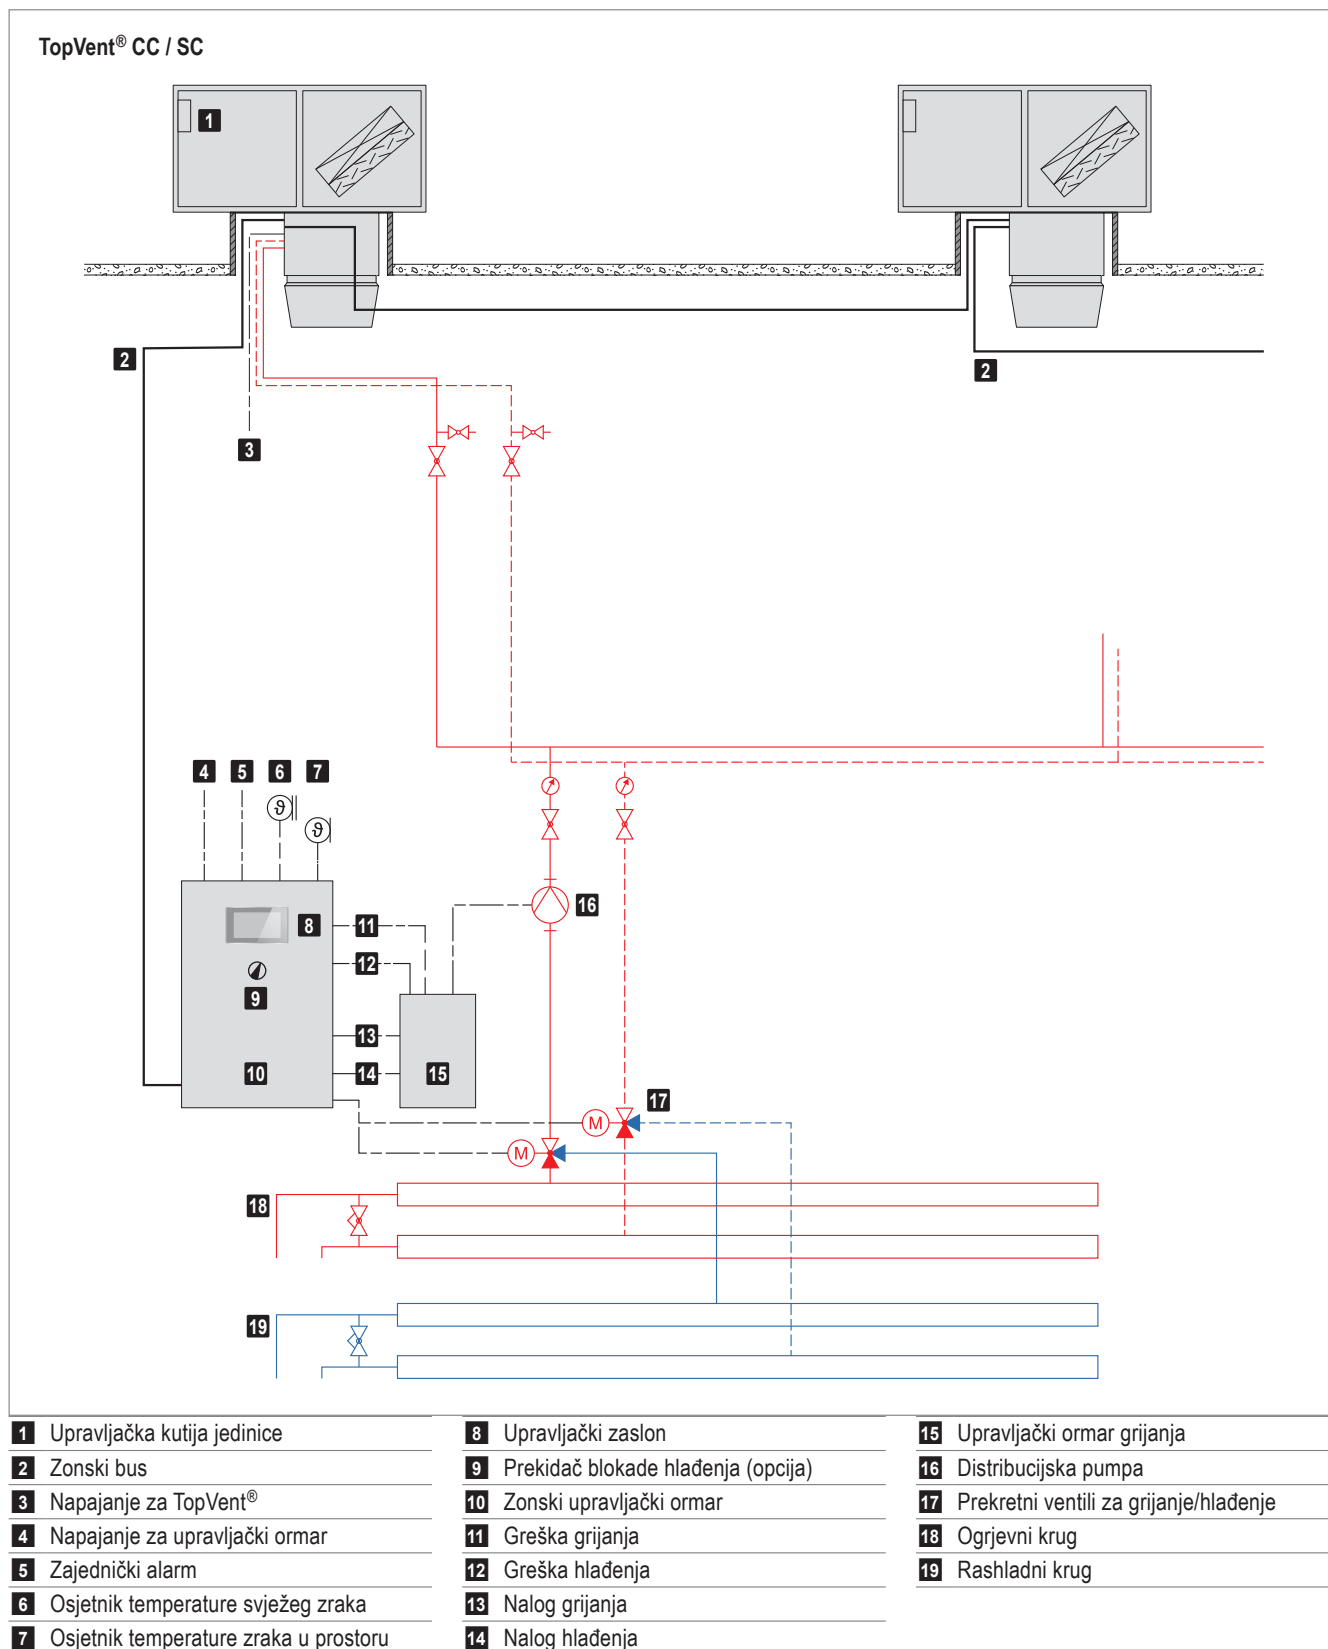 TopVent® CC / SC
1
2
2
3
4 5 6 7
ϑ
ϑ
8
11
16
12
9
13
10
14
15
17
M
M
18
19
1 Upravljačka kutija jedinice
2 Zonski bus
3 Napajanje za TopVent®
4 Napajanje za upravljački ormar
5 Zajednički alarm
6 Osjetnik temperature svježeg zraka
7 Osjetnik temperature zraka u prostoru
8 Upravljački zaslon
9 Prekidač blokade hlađenja (opcija)
10 Zonski upravljački ormar
11 Greška grijanja
12 Greška hlađenja
13 Nalog grijanja
14 Nalog hlađenja
15 Upravljački ormar grijanja
16 Distribucijska pumpa
17 Prekretni ventili za grijanje/hlađenje
18 Ogrjevni krug
19 Rashladni krug